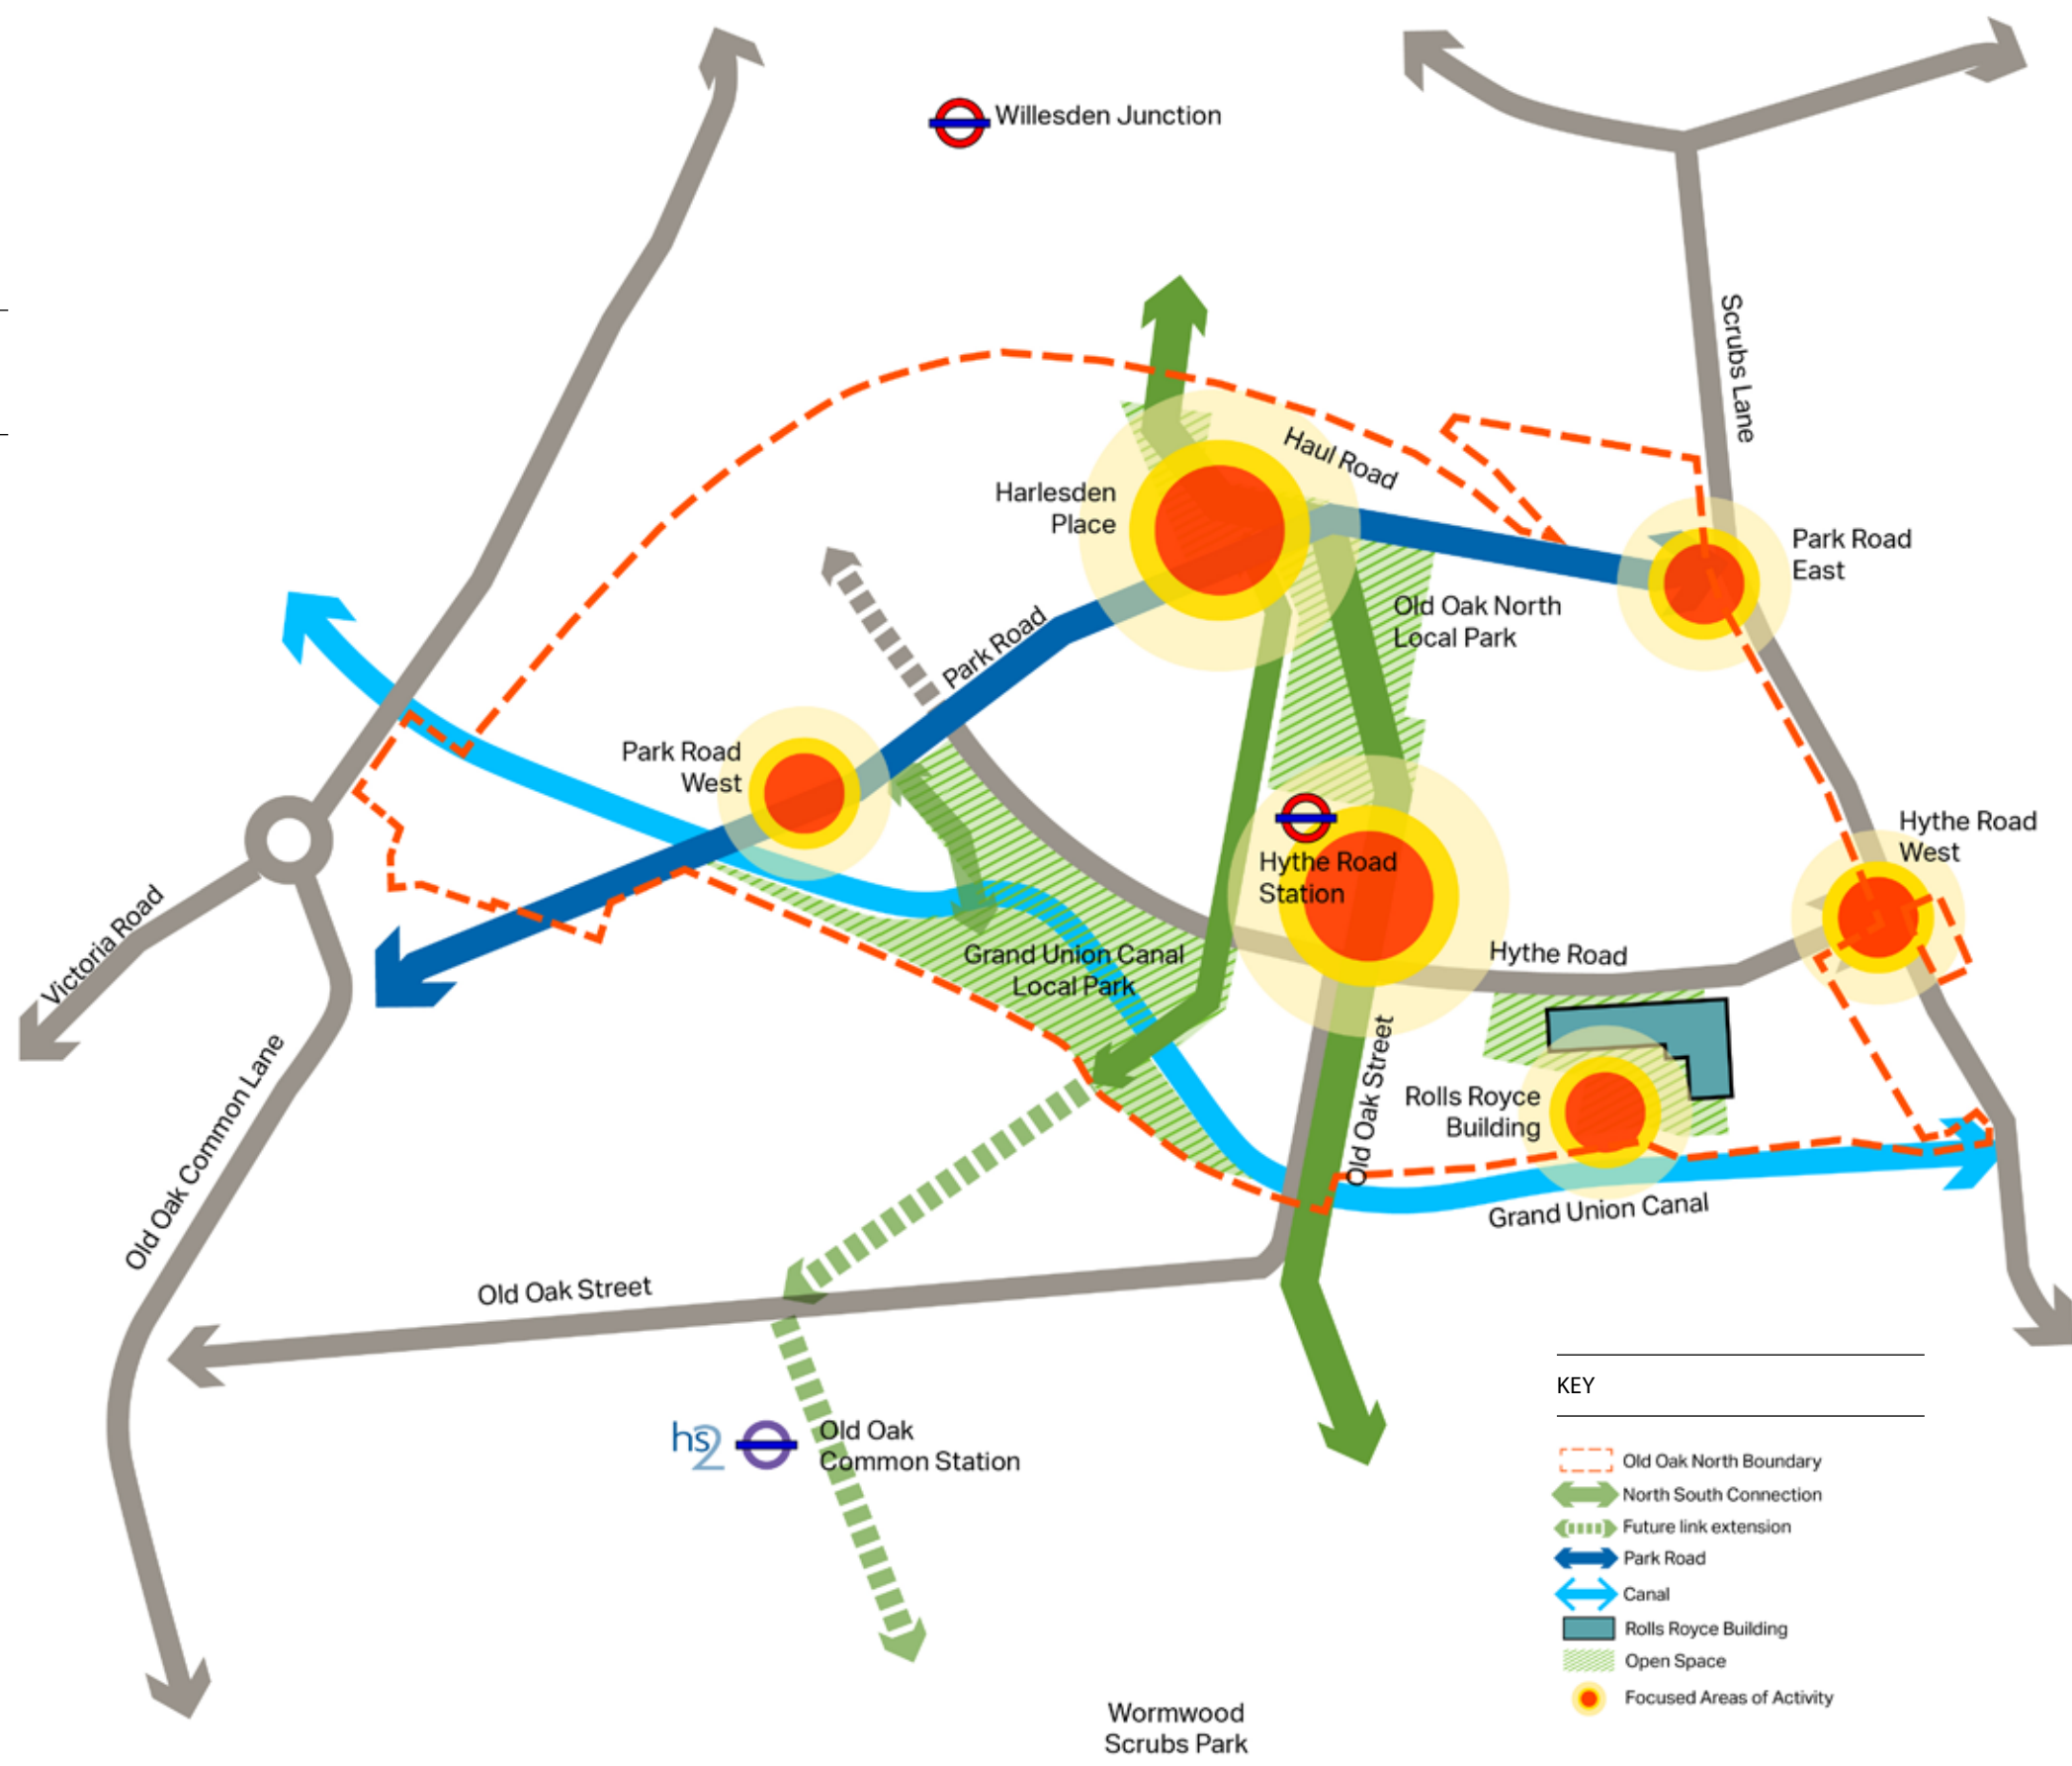 Willesden Junction
Scrubs Lane
Haul Road
Harlesden
Place
Park Road
East
Old Oak North
Local Park
Park Road
Park Road
West
Hythe Road
West
Hythe Road
Station
Victoria Road
Hythe Road
Grand Union Canal
Local Park
Old Oak Street
Rolls Royce
Building
Old Oak Common Lane
Grand Union Canal
Old Oak Street
KEY
hs2
Old Oak
Common Station
Old Oak North Boundary
North South Connection
Future link extension
Park Road
Canal
Rolls Royce Building
Open Space
Focused Areas of Activity
Wormwood
Scrubs Park